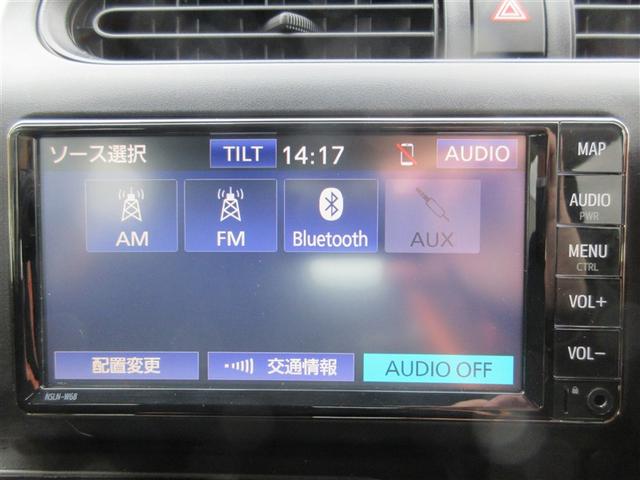 ソース選択 TILT 14:17 AUDIO
AM FM Bluetooth AUX
配置変更 交通情報 AUDIO OFF
NSLN-W68
MAP
AUDIO
PWR
MENU
CTRL
VOL+
VOL-